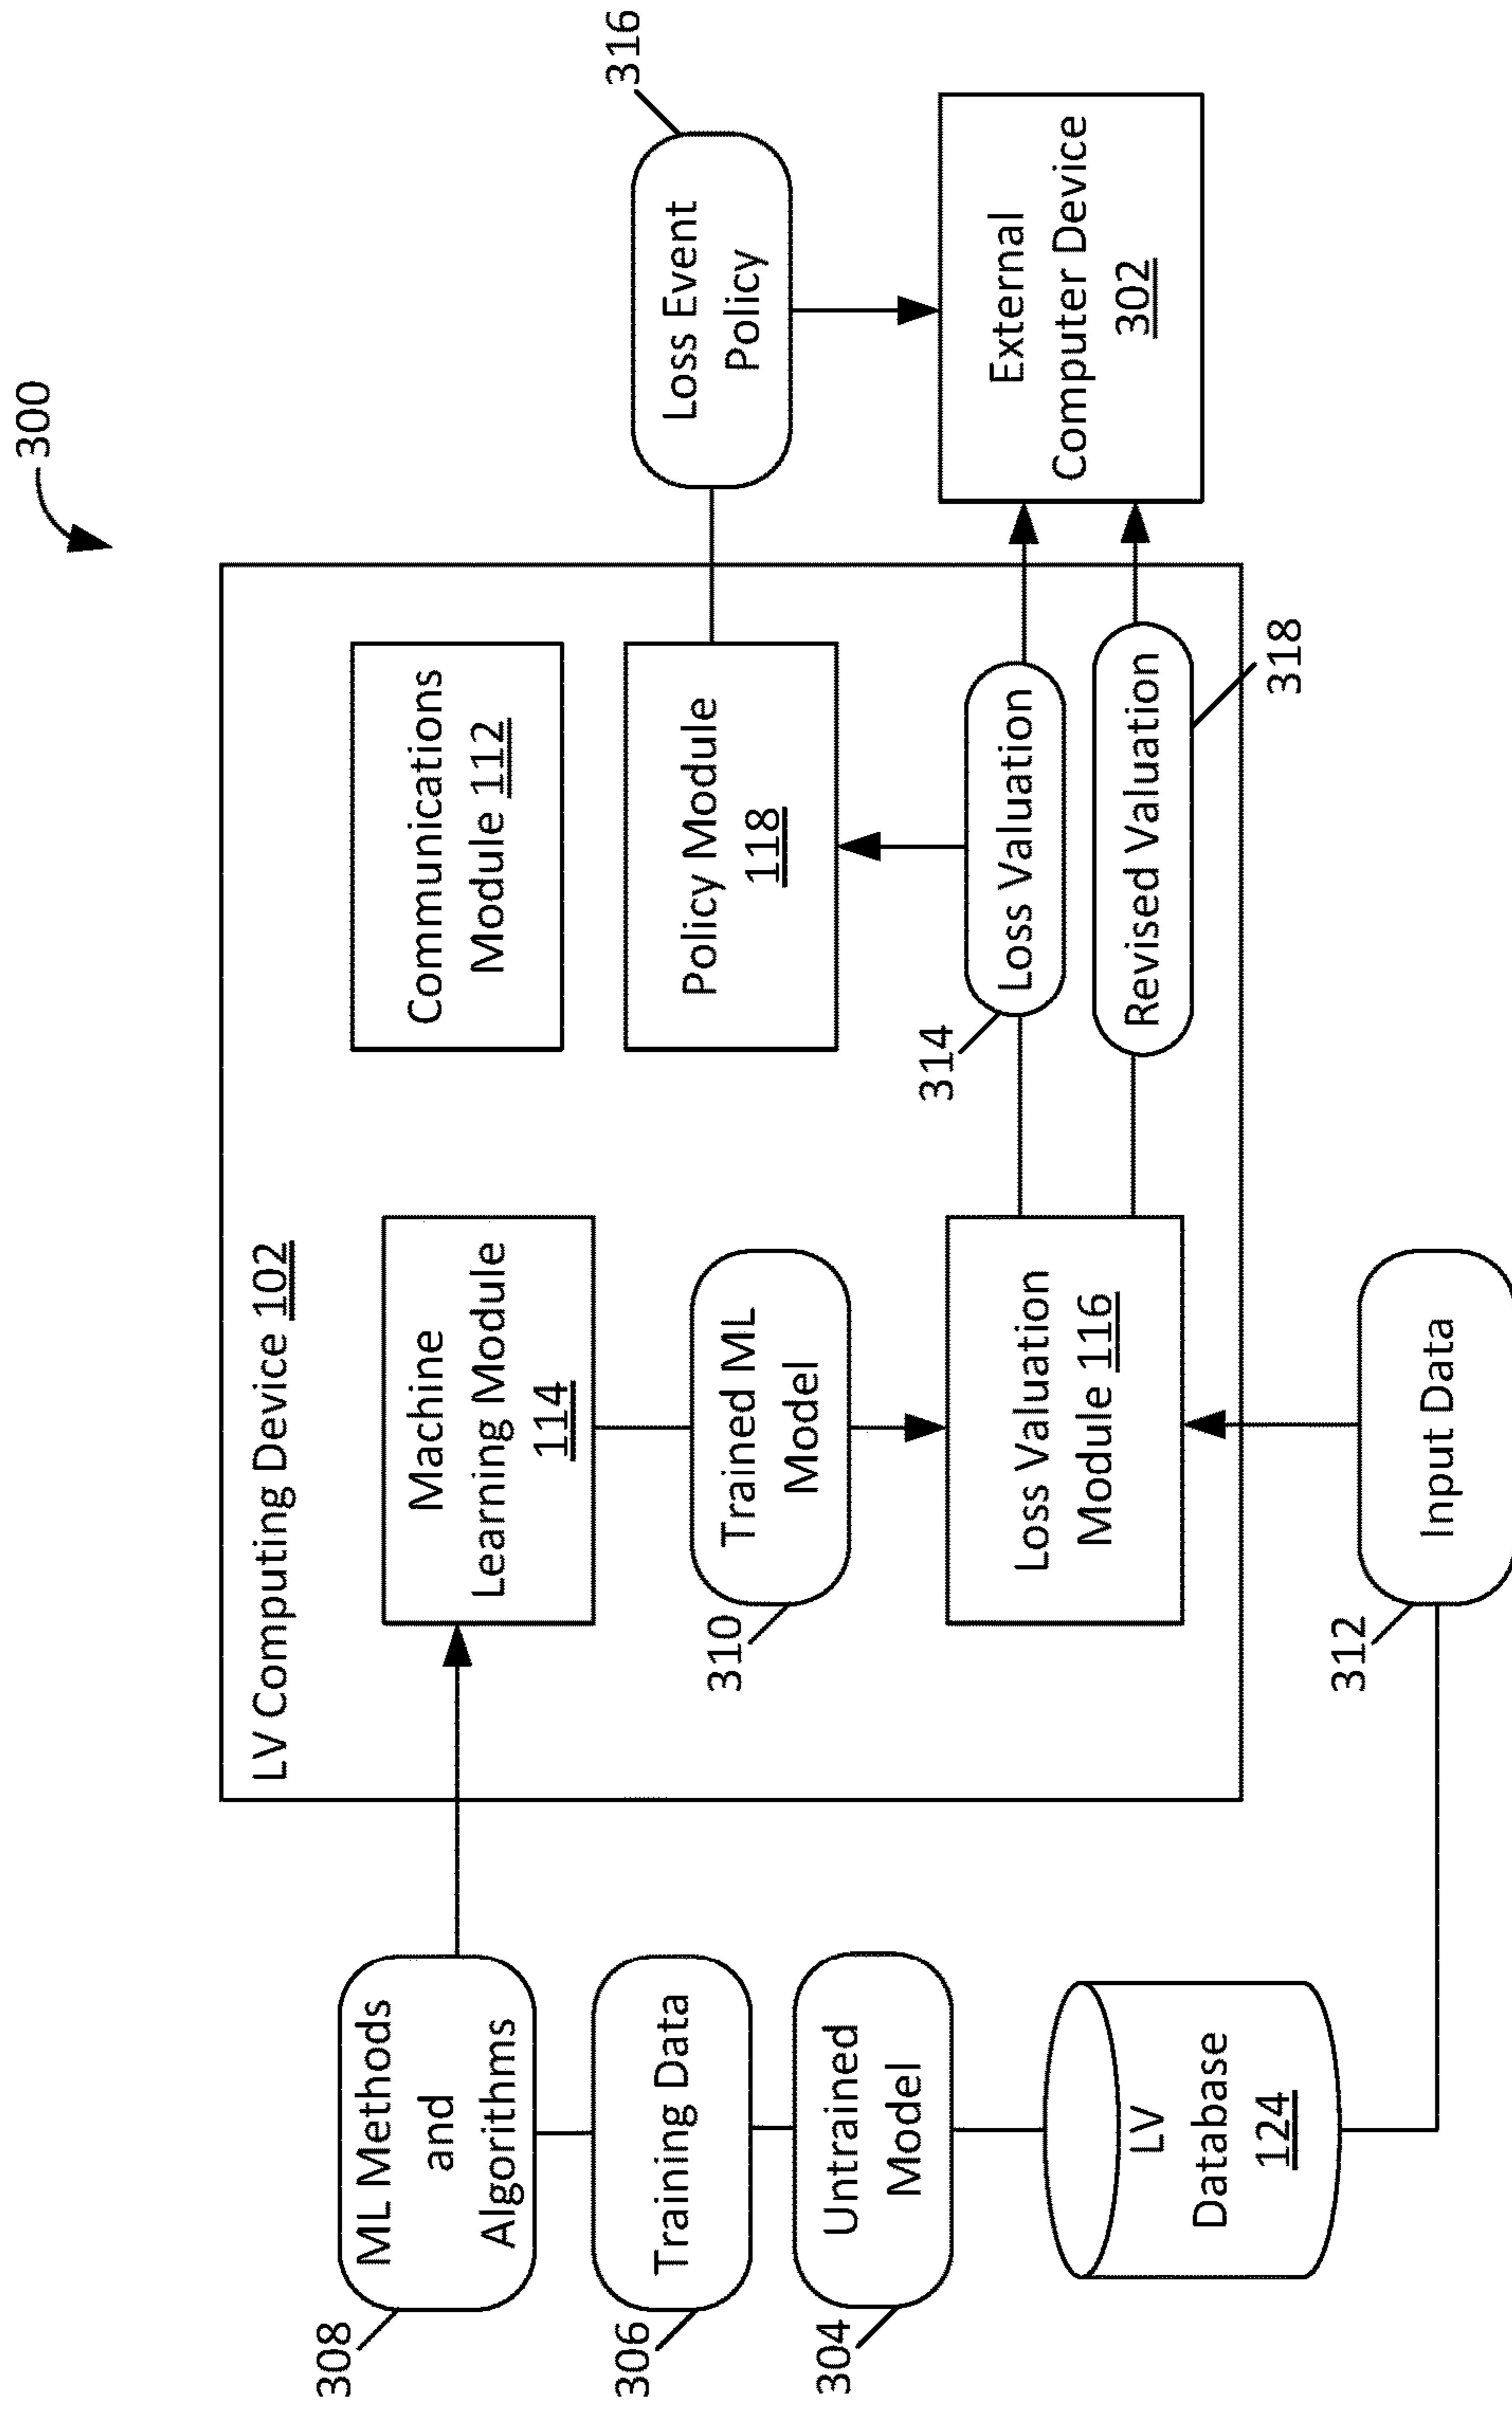 300
LV Computing Device 102
308
ML Methods
and
Algorithms
306
Training Data
304
Untrained
Model
LV
Database
124
Machine
Learning Module
114
310
Trained ML
Model
Loss Valuation
Module 116
312
Input Data
Communications
Module 112
Policy Module
118
314
Loss Valuation
Revised Valuation
318
316
Loss Event
Policy
External
Computer Device
302